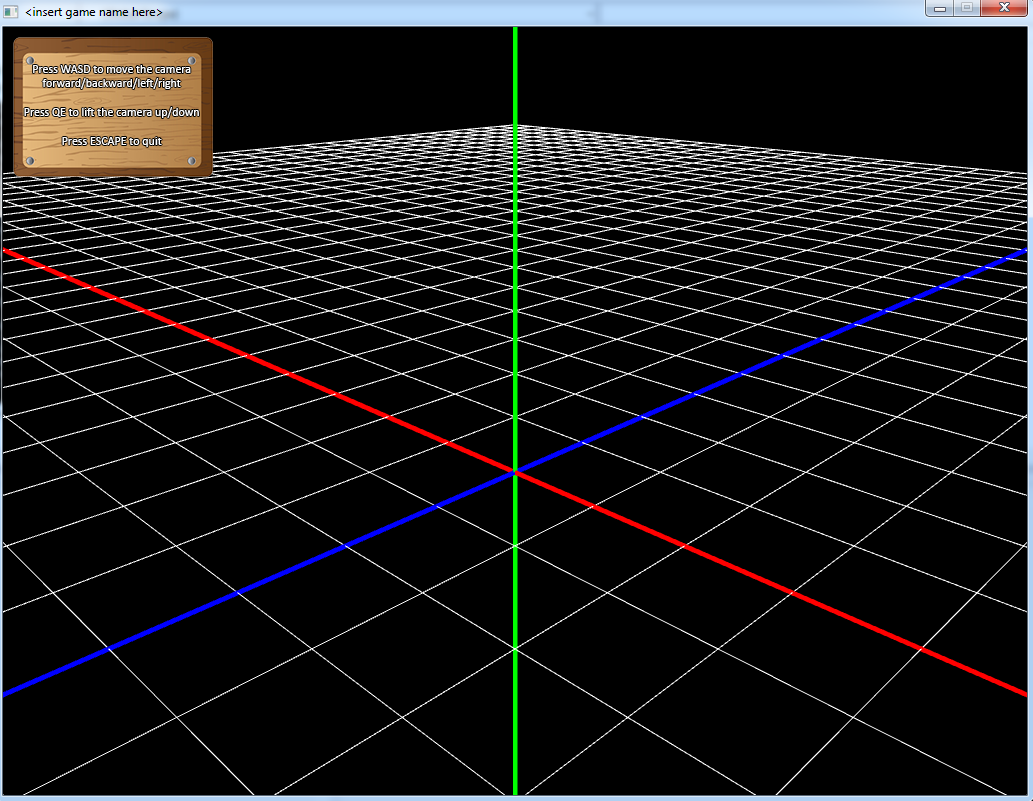 <insert game name here>
Press WASD to move the camera
forward/backward/left/right
Press QE to lift the camera up/down
Press ESCAPE to quit